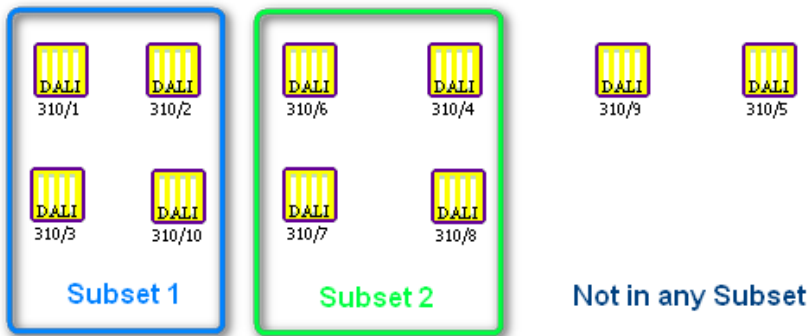 DALI DALI DALI DALI DALI DALI
310/1 310/2 310/6 310/4 310/9 310/5
DALI DALI DALI DALI
310/3 310/10 310/7 310/8
Subset 1 Subset 2 Not in any Subset